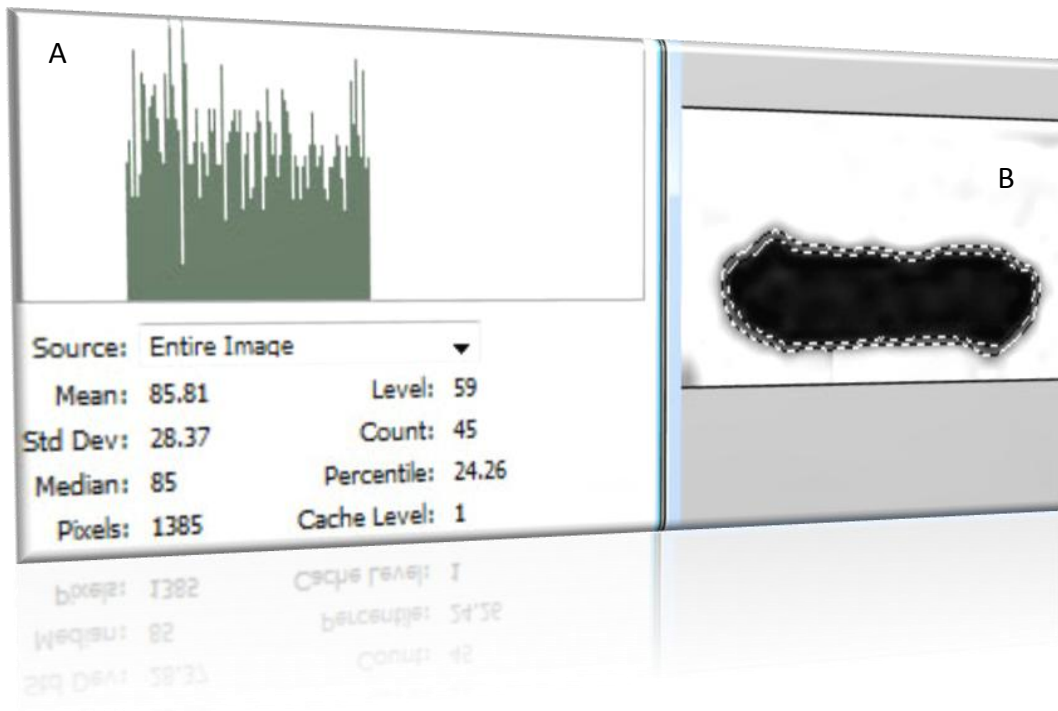 A
B
Source: Entire Image
Mean: 85.81 Level: 59
Std Dev: 28.37 Count: 45
Median: 85 Percentile: 24.26
Pixels: 1385 Cache Level: 1